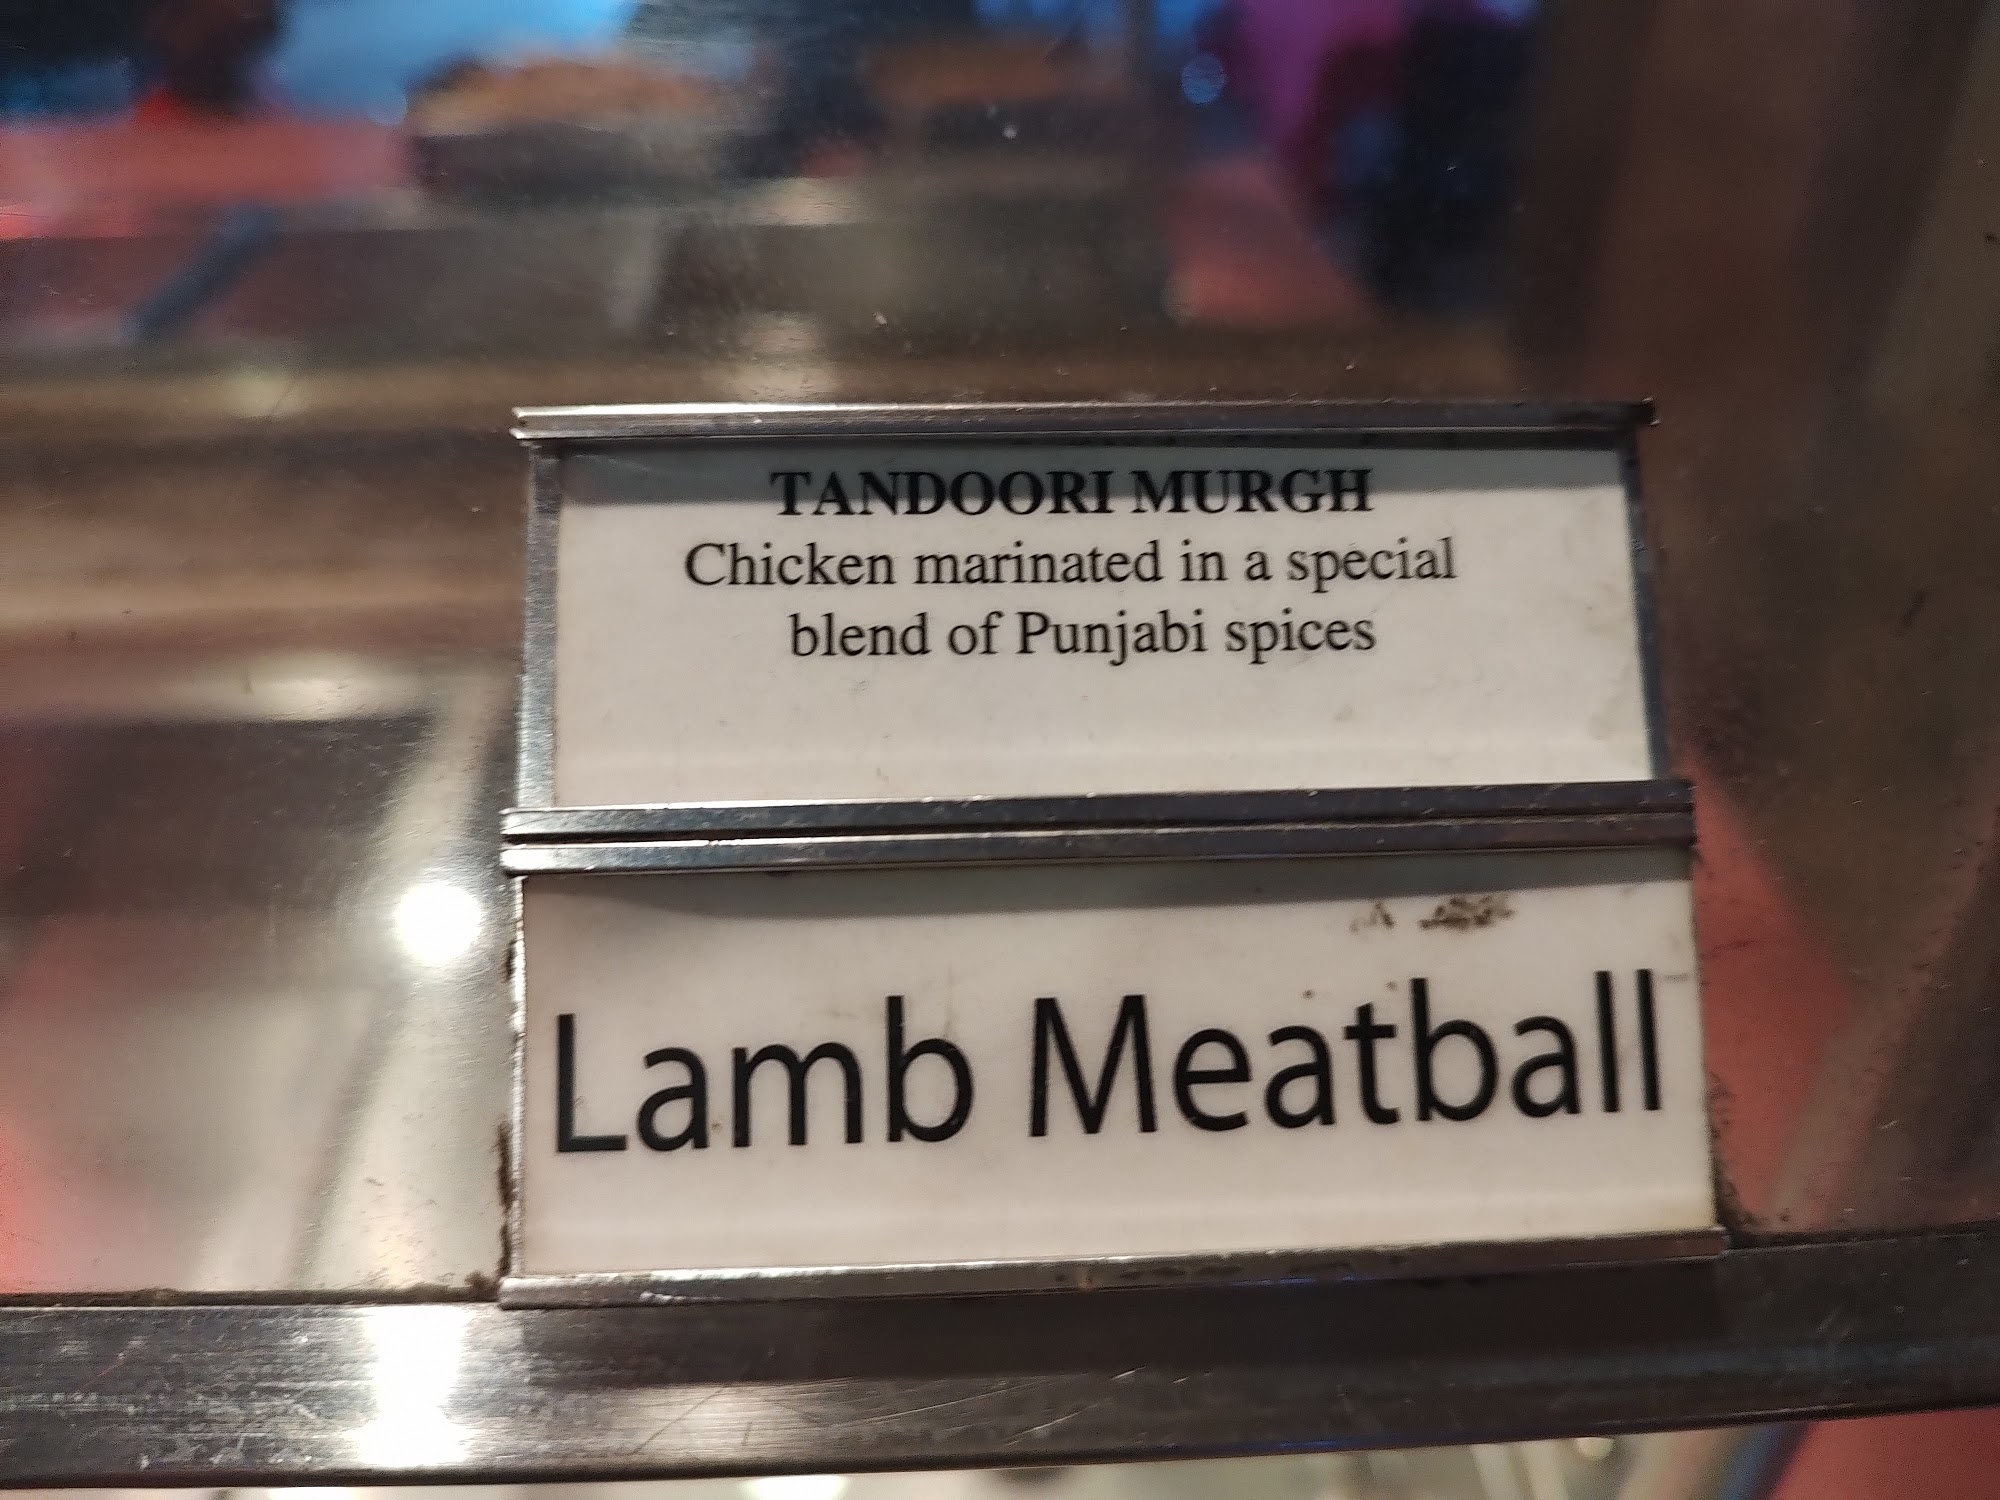 TANDOORI MURGH
Chicken marinated in a special
blend of Punjabi spices
Lamb Meatball